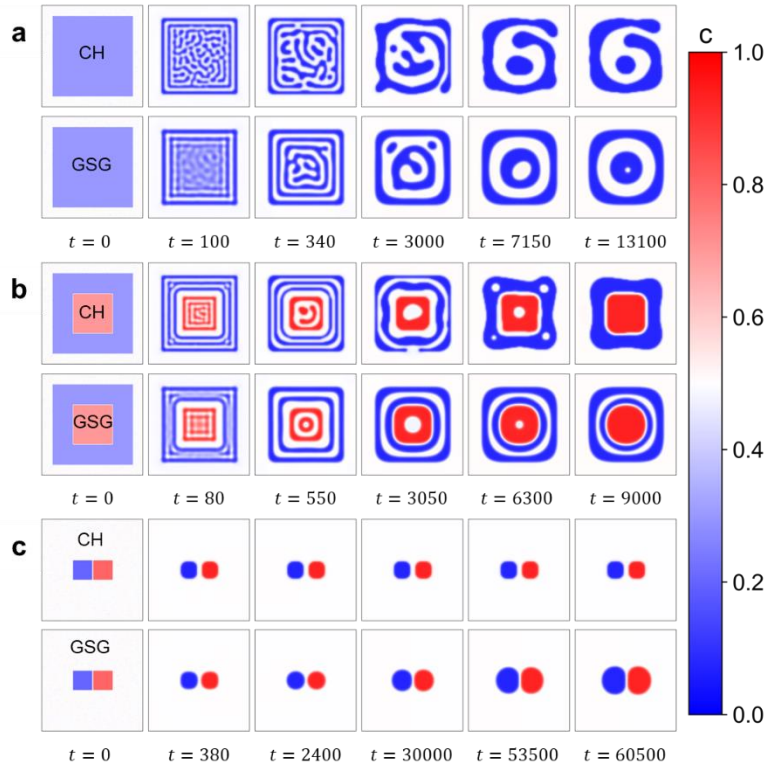 a
CH
GSG
t = 0 t = 100 t = 340 t = 3000 t = 7150 t = 13100
b
CH
GSG
t = 0 t = 80 t = 550 t = 3050 t = 6300 t = 9000
c
CH
GSG
t = 0 t = 380 t = 2400 t = 30000 t = 53500 t = 60500
C
1.0
0.8
0.6
0.4
0.2
0.0